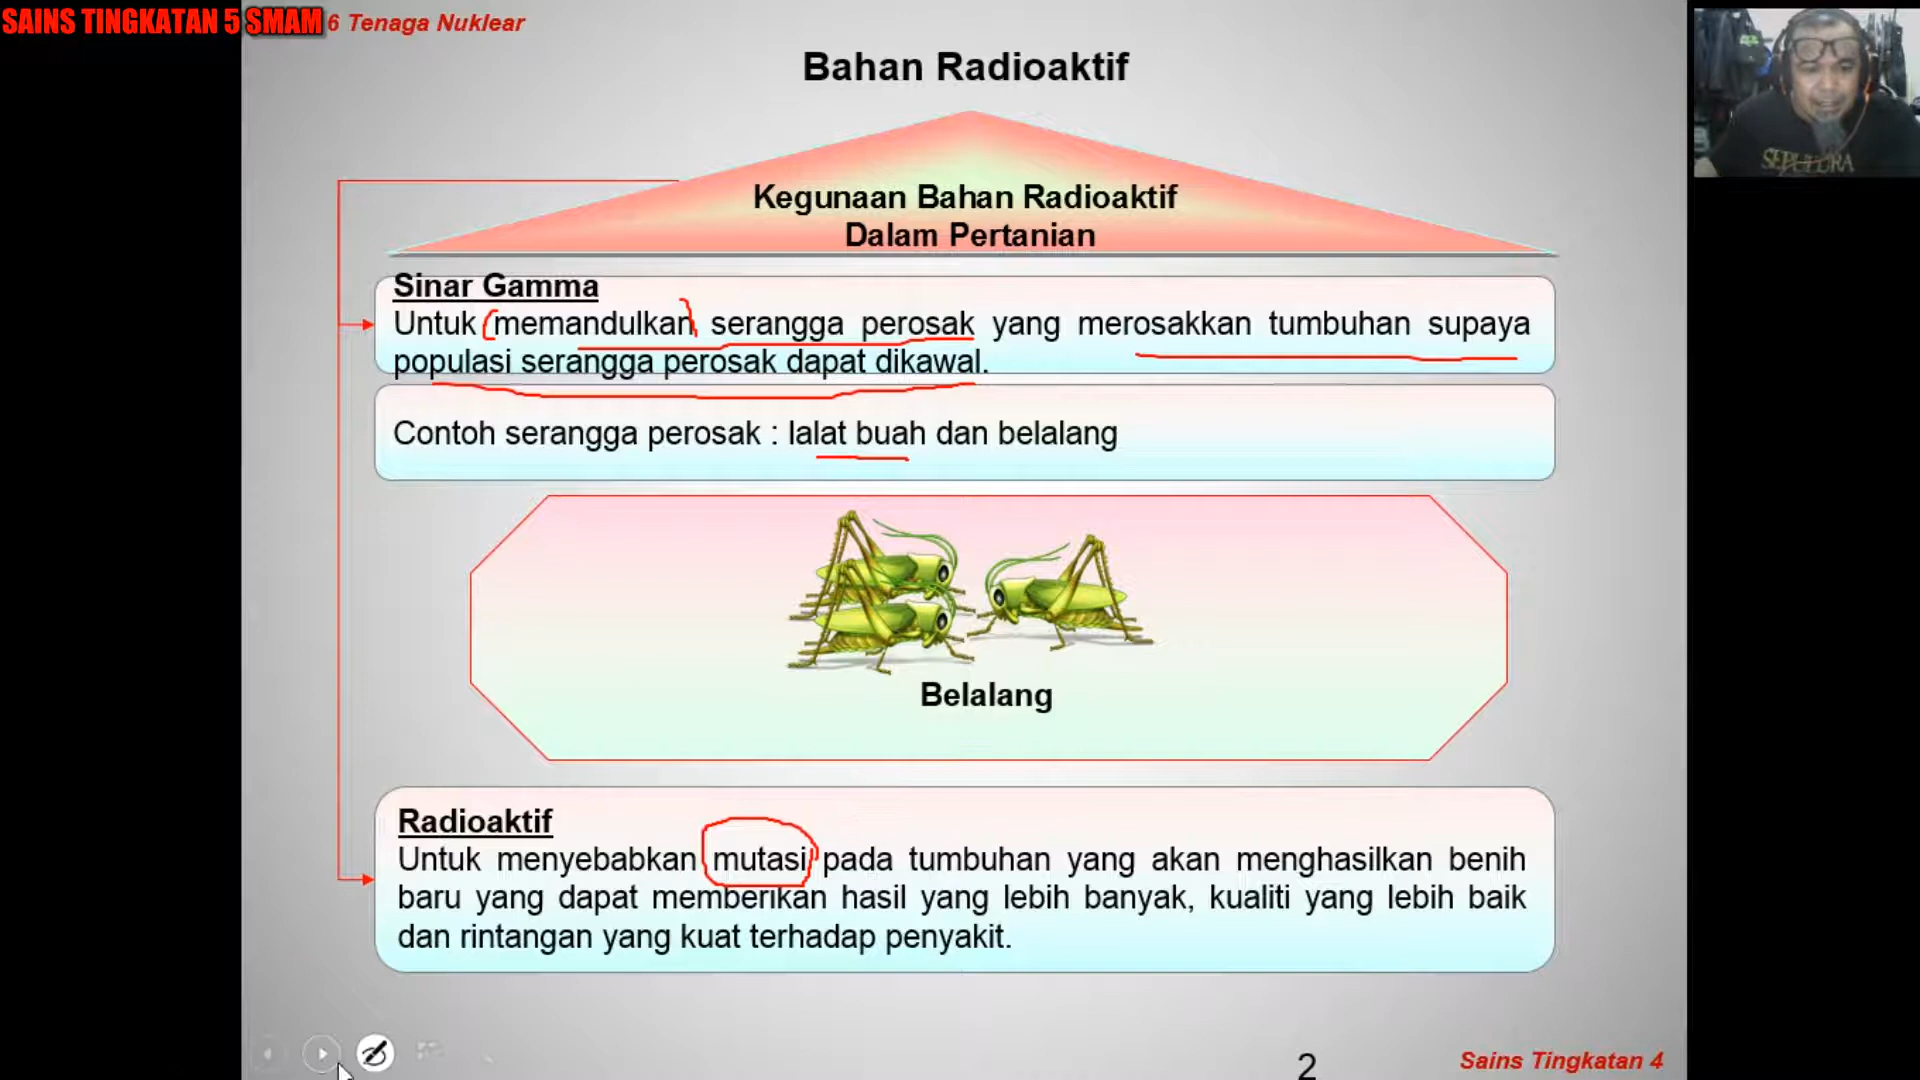 SAINS TINGKATAN 5 SMAM
6 Tenaga Nuklear
Bahan Radioaktif
Kegunaan Bahan Radioaktif
Dalam Pertanian
Sinar Gamma
Untuk memandulkan serangga perosak yang merosakkan tumbuhan supaya
populasi serangga perosak dapat dikawal.
Contoh serangga perosak : lalat buah dan belalang
Belalang
Radioaktif
Untuk menyebabkan mutasi pada tumbuhan yang akan menghasilkan benih
baru yang dapat memberikan hasil yang lebih banyak, kualiti yang lebih baik
dan rintangan yang kuat terhadap penyakit.
2
Sains Tingkatan 4
SEPULTURA